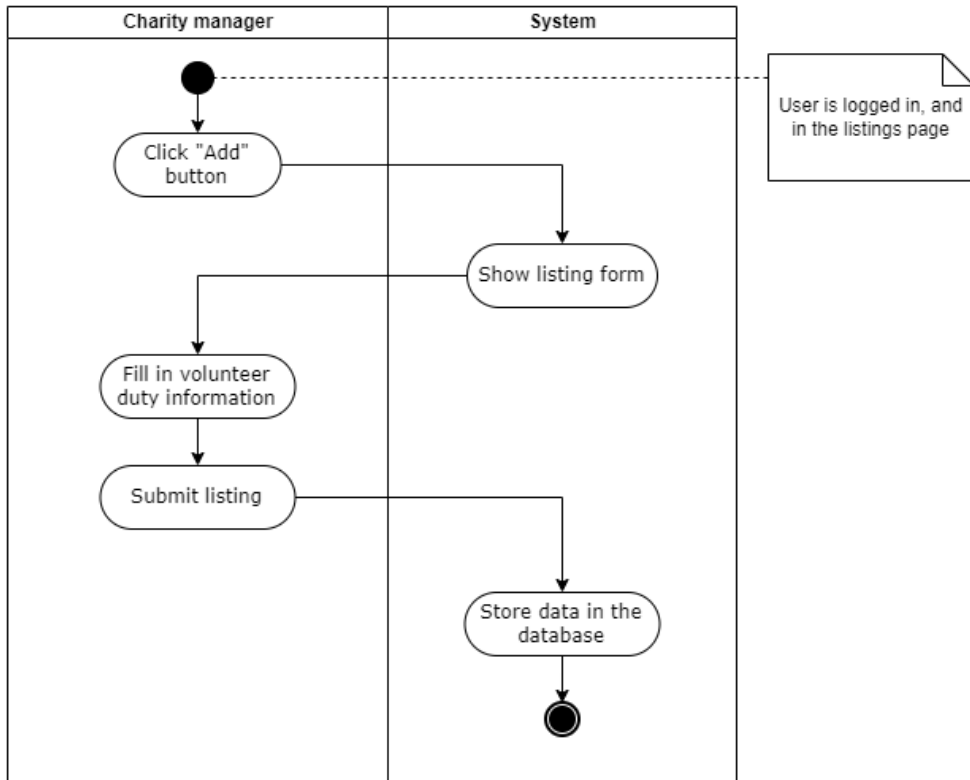 Charity manager
System
User is logged in, and
in the listings page
Click "Add"
button
Show listing form
Fill in volunteer
duty information
Submit listing
Store data in the
database